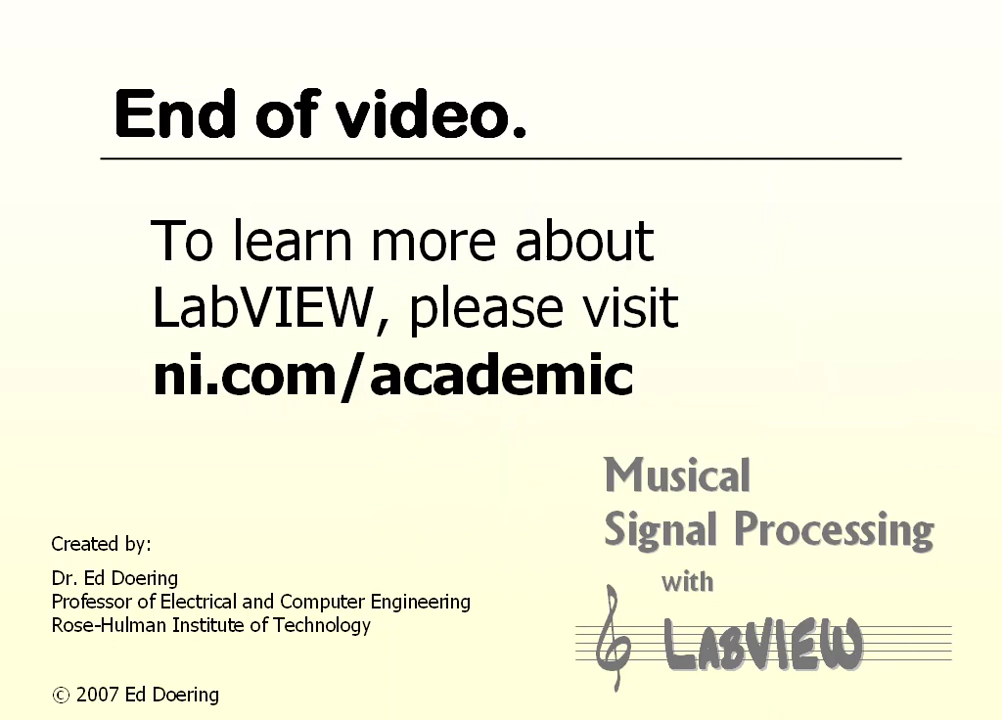 End of video.
To learn more about
LabVIEW, please visit
ni.com/academic
Musical
Signal Processing
with
LabVIEW
Created by:
Dr. Ed Doering
Professor of Electrical and Computer Engineering
Rose-Hulman Institute of Technology
© 2007 Ed Doering